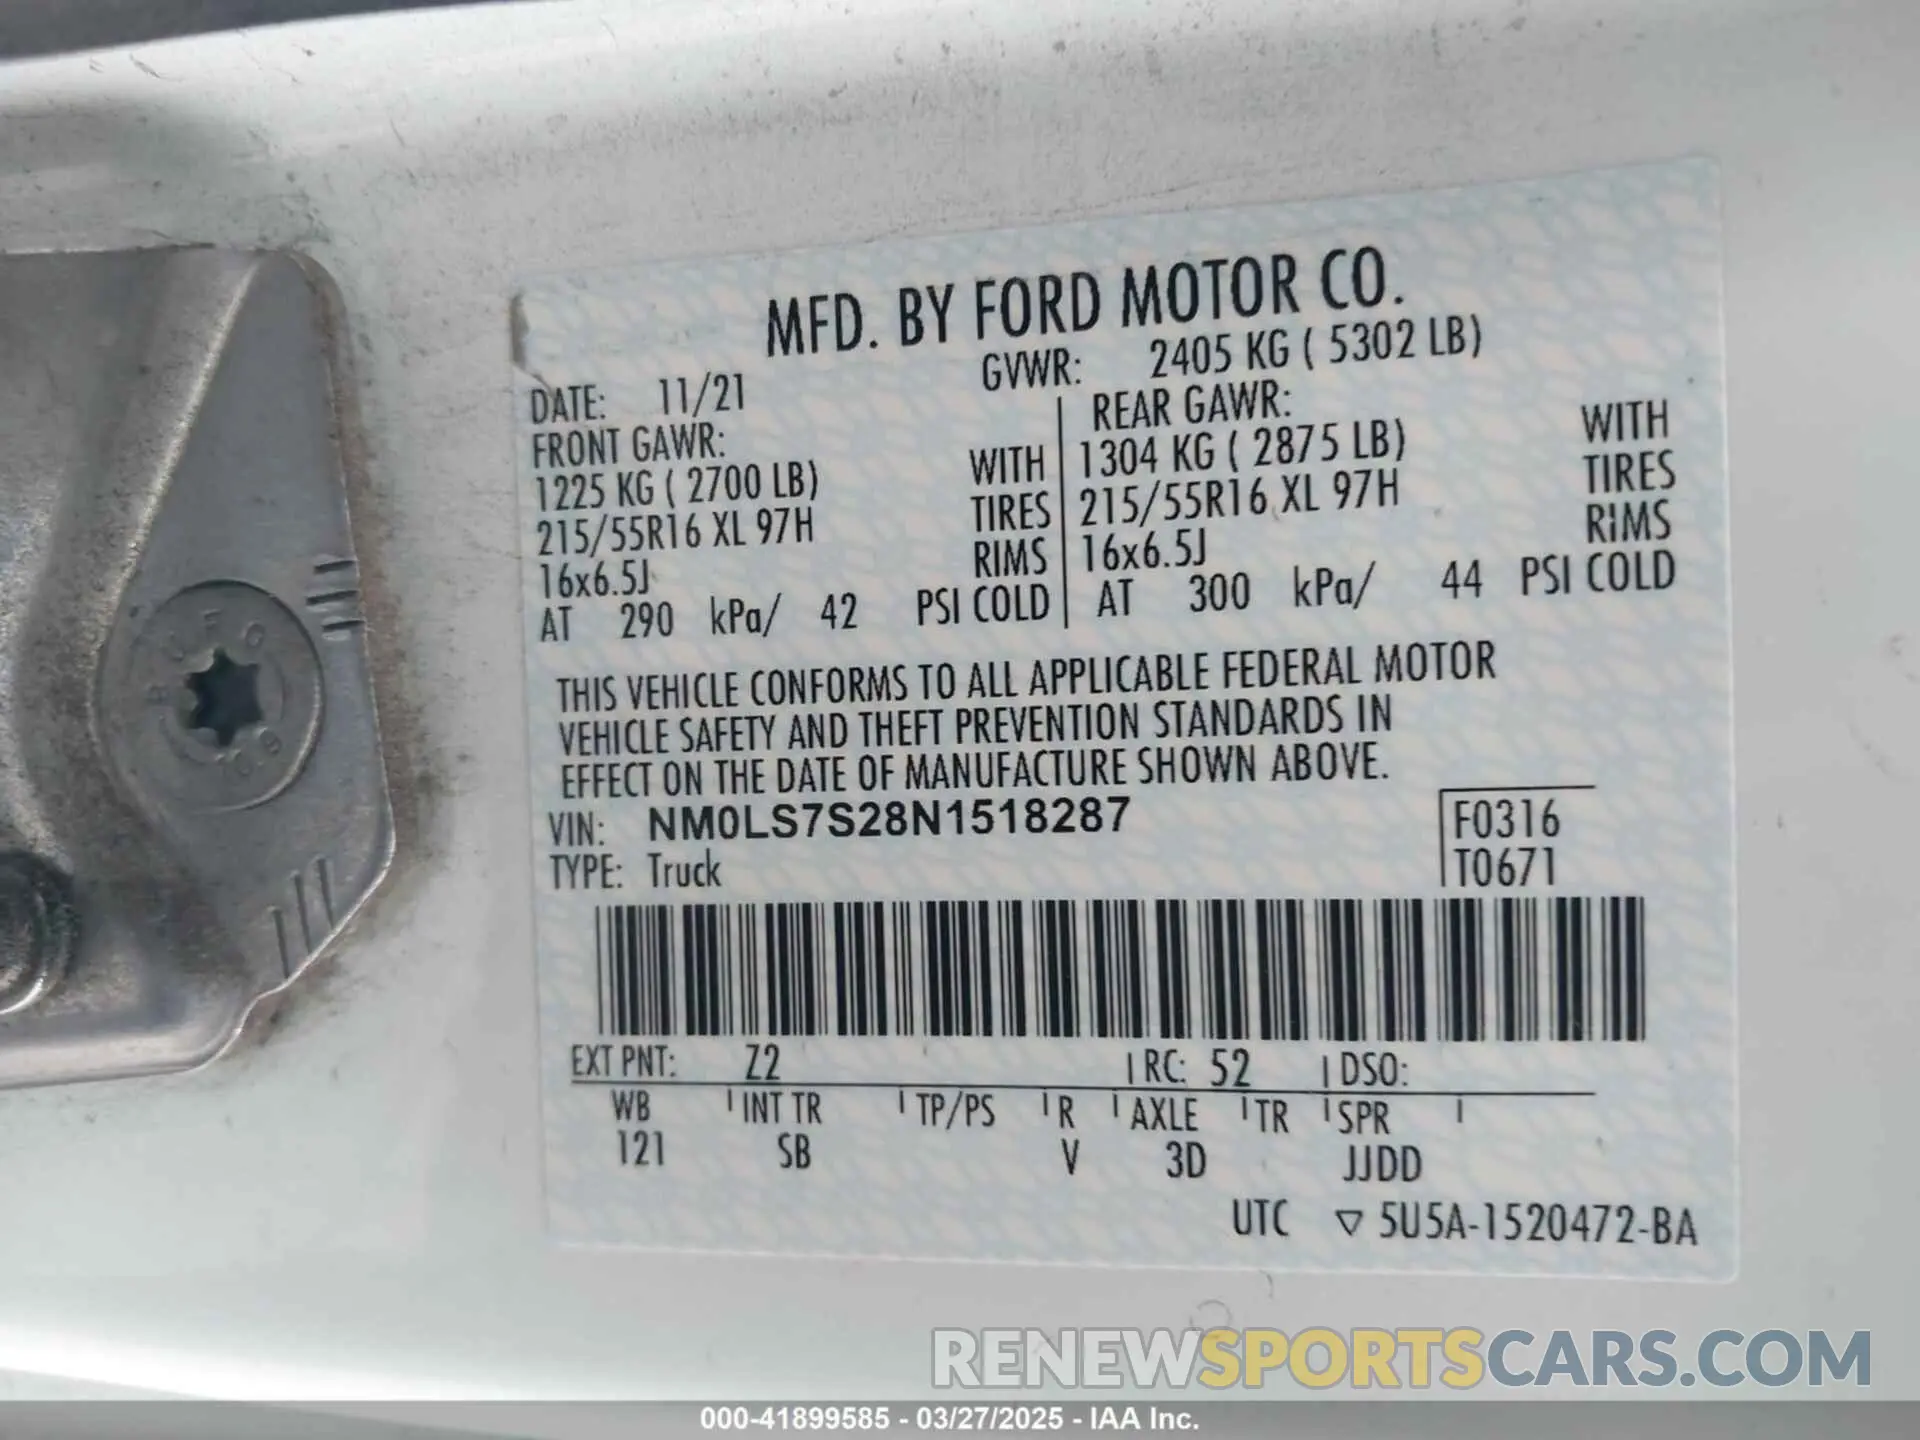 MFD. BY FORD MOTOR CO.
DATE: 11/21 GVWR: 2405 KG ( 5302 LB)
FRONT GAWR: REAR GAWR:
1225 KG ( 2700 LB) WITH 1304 KG ( 2875 LB) WITH
215/55R16 XL 97H TIRES 215/55R16 XL 97H TIRES
16x6.5J RIMS 16x6.5J RIMS
AT 290 kPa/ 42 PSI COLD AT 300 kPa/ 44 PSI COLD
THIS VEHICLE CONFORMS TO ALL APPLICABLE FEDERAL MOTOR
VEHICLE SAFETY AND THEFT PREVENTION STANDARDS IN
EFFECT ON THE DATE OF MANUFACTURE SHOWN ABOVE.
VIN: NM0LS7S28N1518287 F0316
TYPE: Truck T0671
EXT PNT: Z2 RC: 52 DSO:
WB INT TR TP/PS R AXLE TR SPR
121 SB V 3D JJDD
UTC ▽ 5U5A-1520472-BA
10.9
RENEWSPORTSCARS.COM
000-41899585 - 03/27/2025 - IAA Inc.